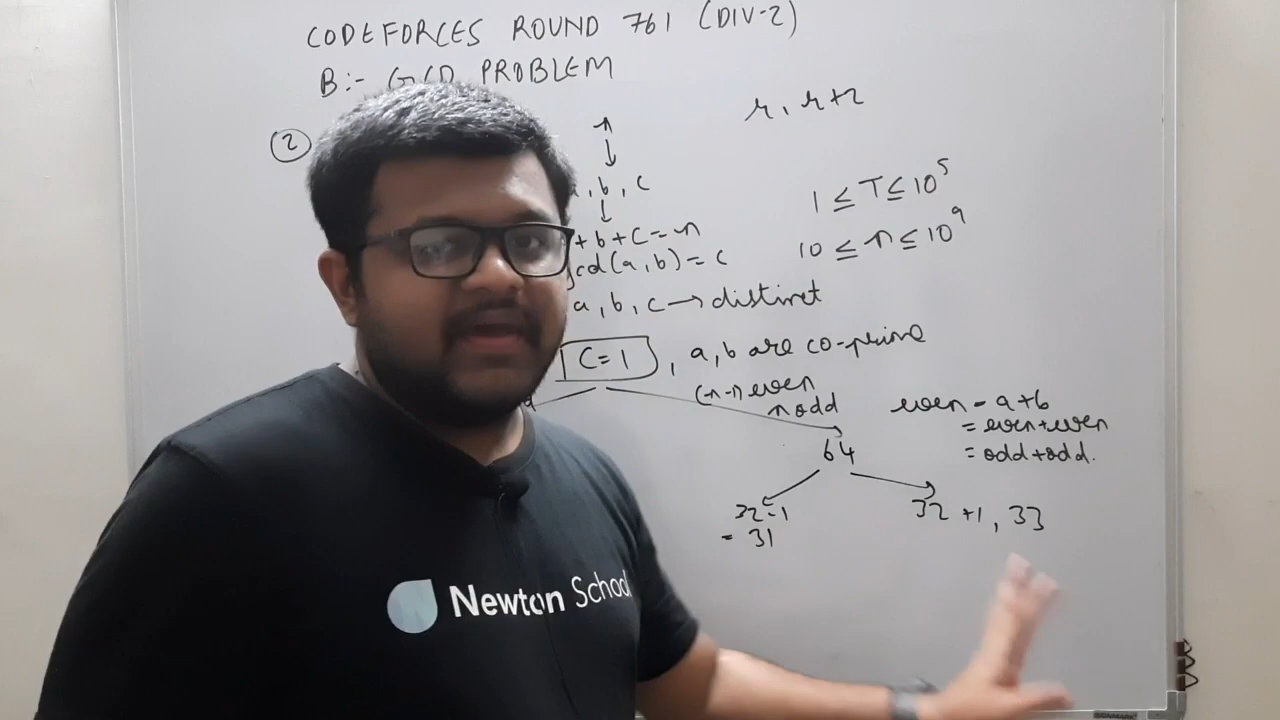 CODEFORCES ROUND 761 (DIV-2)
B:- GCD PROBLEM
n
r, r+2
2
, b, c
1 ≤ T ≤ 10^5
+ b + c = n
10 ≤ n ≤ 10^9
gcd(a, b) = c
a, b, c → distinct
C=1 , a, b are co-prime
(n-1) even
n odd
even = a+b
= even+even
= odd+odd.
64
32-1
= 31
32 +1, 33
Newton School